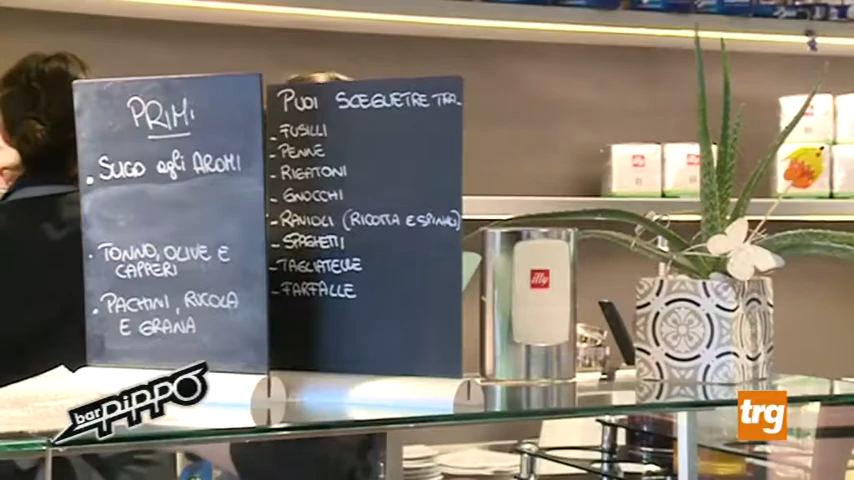 PRIMI
• SUGO agli AROMI
• TONNO, OLIVE E
CAPPERI
• PACHINI, RUCOLA
E GRANA
PUOI SCEGLIETRE TRA..
- FUSILLI
- PENNE
- RIGATONI
- GNOCCHI
- RAVIOLI (RICOTTA E SPINACI)
- SPAGHETTI
- TAGLIATELLE
- FARFALLE
illy
illy
illy
bar PIPPO
trg